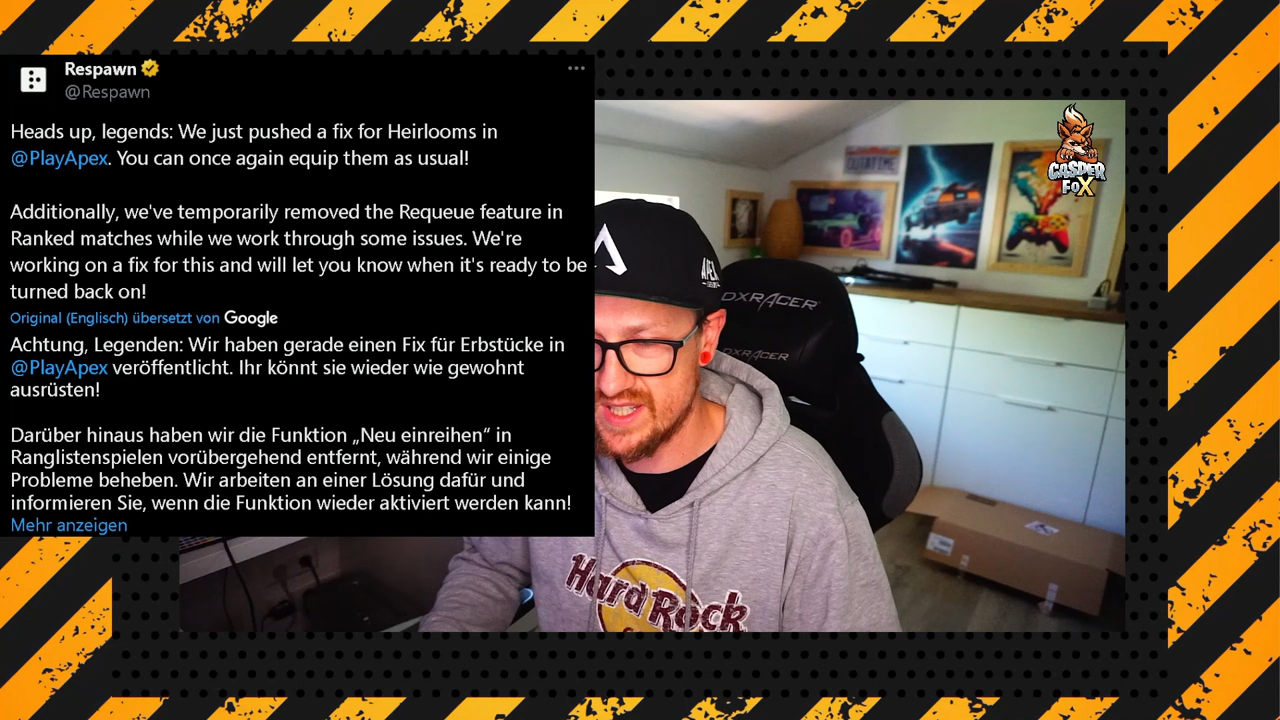 Respawn
@Respawn
Heads up, legends: We just pushed a fix for Heirlooms in
@PlayApex. You can once again equip them as usual!
Additionally, we've temporarily removed the Requeue feature in
Ranked matches while we work through some issues. We're
working on a fix for this and will let you know when it's ready to be
turned back on!
Original (Englisch) übersetzt von Google
Achtung, Legenden: Wir haben gerade einen Fix für Erbstücke in
@PlayApex veröffentlicht. Ihr könnt sie wieder wie gewohnt
ausrüsten!
Darüber hinaus haben wir die Funktion „Neu einreihen“ in
Ranglistenspielen vorübergehend entfernt, während wir einige
Probleme beheben. Wir arbeiten an einer Lösung dafür und
informieren Sie, wenn die Funktion wieder aktiviert werden kann!
Mehr anzeigen
CASPER
FOX
OUTATIME
DXRACER
DXRACER
Hard Rock